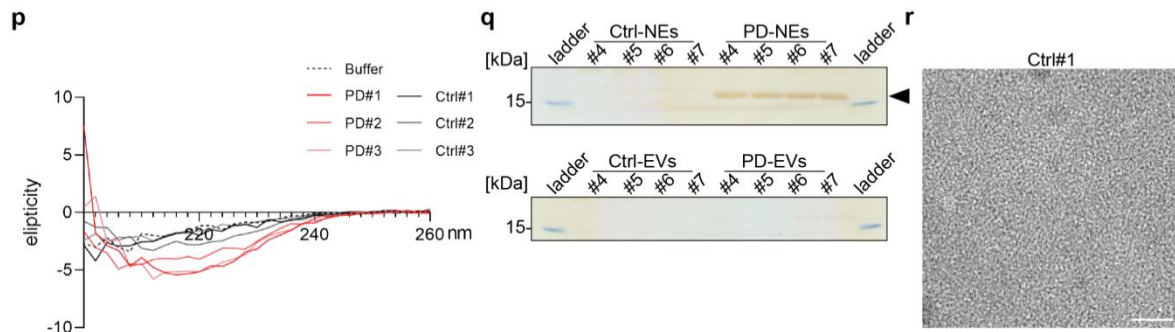 p
10
5
0
-5
-10
elipticity
Buffer
PD#1
PD#2
PD#3
Ctrl#1
Ctrl#2
Ctrl#3
220
240
260 nm
q
Ctrl-NEs
PD-NEs
ladder
#4
#5
#6
#7
#4
#5
#6
#7
ladder
[kDa]
15
Ctrl-EVs
PD-EVs
ladder
#4
#5
#6
#7
#4
#5
#6
#7
ladder
[kDa]
15
r
Ctrl#1